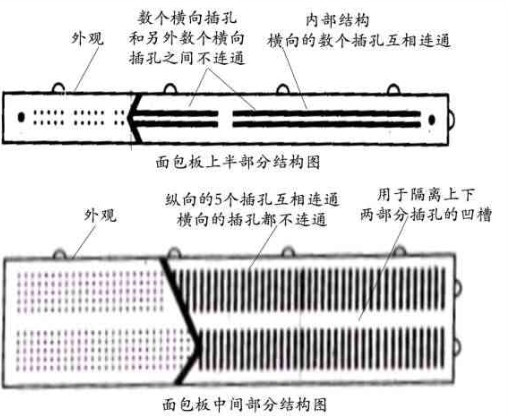 外观
数个横向插孔
和另外数个横向
插孔之间不连通
内部结构
横向的数个插孔互相连通
面包板上半部分结构图
外观
纵向的5个插孔互相连通
横向的插孔都不连通
用于隔离上下
两部分插孔的凹槽
面包板中间部分结构图